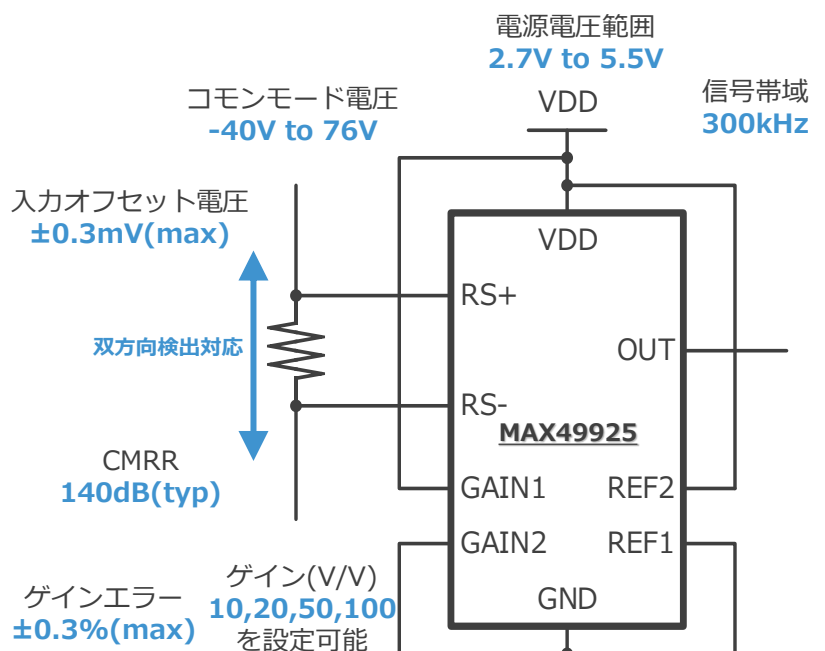 電源電圧範囲
2.7V to 5.5V
コモンモード電圧
-40V to 76V
VDD
信号帯域
300kHz
入力オフセット電圧
±0.3mV(max)
VDD
RS+
双方向検出対応
OUT
RS-
MAX49925
CMRR
140dB(typ)
GAIN1
REF2
GAIN2
REF1
ゲインエラー
±0.3%(max)
ゲイン(V/V)
10,20,50,100
を設定可能
GND